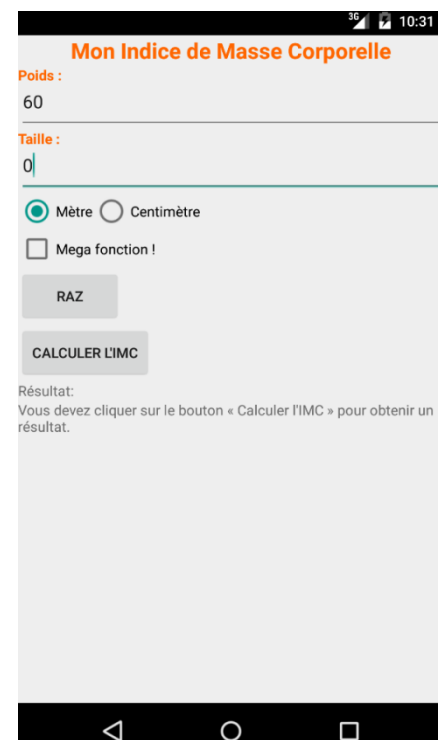 3G 10:31
Mon Indice de Masse Corporelle
Poids :
60
Taille :
0
Mètre Centimètre
Mega fonction !
RAZ
CALCULER L'IMC
Résultat:
Vous devez cliquer sur le bouton « Calculer l'IMC » pour obtenir un
résultat.